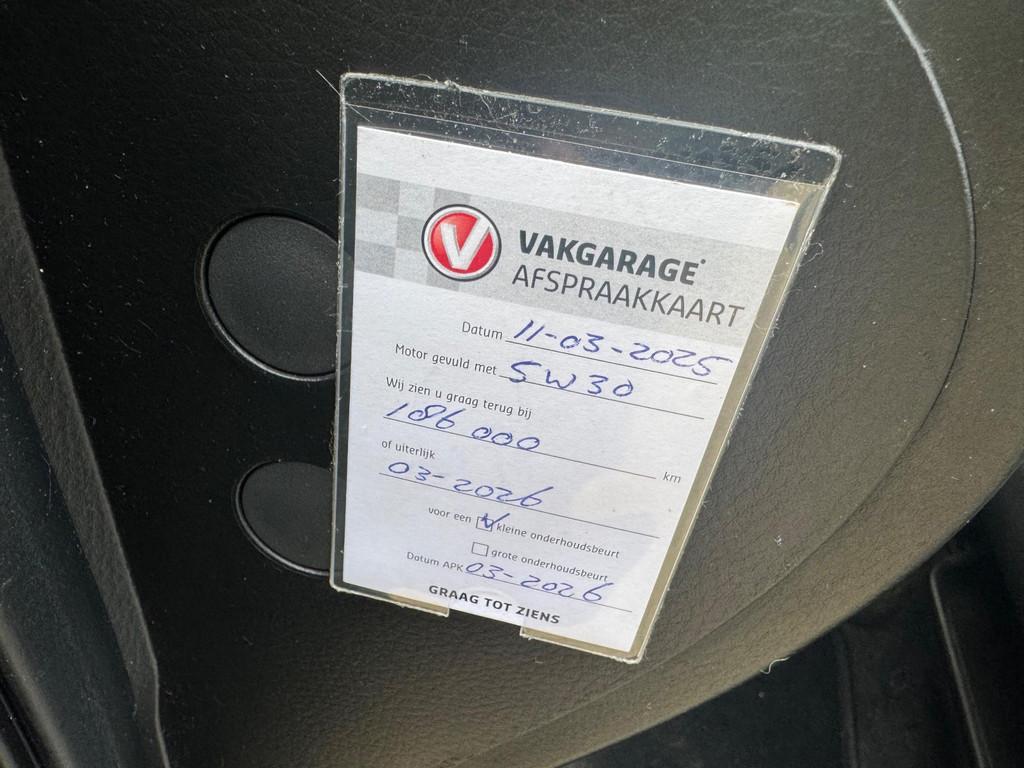 V VAKGARAGE
AFSPRAAKKAART
Datum 11-03-2025
Motor gevuld met 5W30
Wij zien u graag terug bij
186 000 km
of uiterlijk
03-2026
voor een kleine onderhoudsbeurt
grote onderhoudsbeurt
Datum APK 03-2026
GRAAG TOT ZIENS